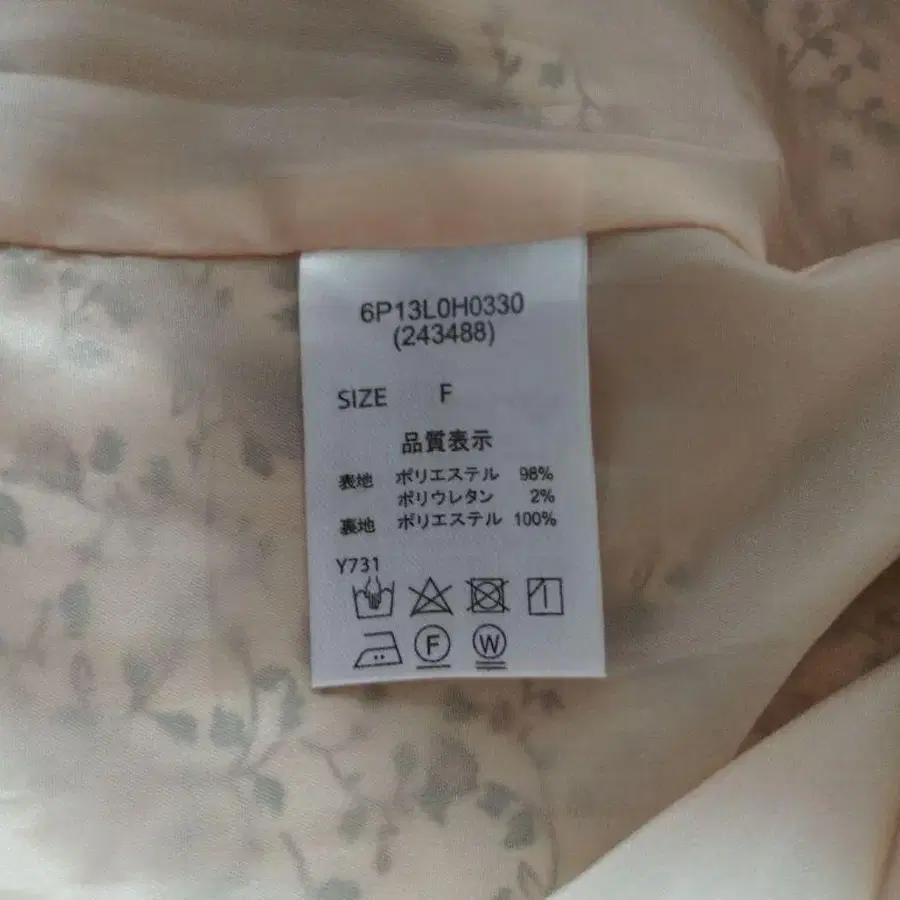 6P13L0H0330
(243488)
SIZE F
品質表示
表地 ポリエステル 98%
ポリウレタン 2%
裏地 ポリエステル 100%
Y731
F W